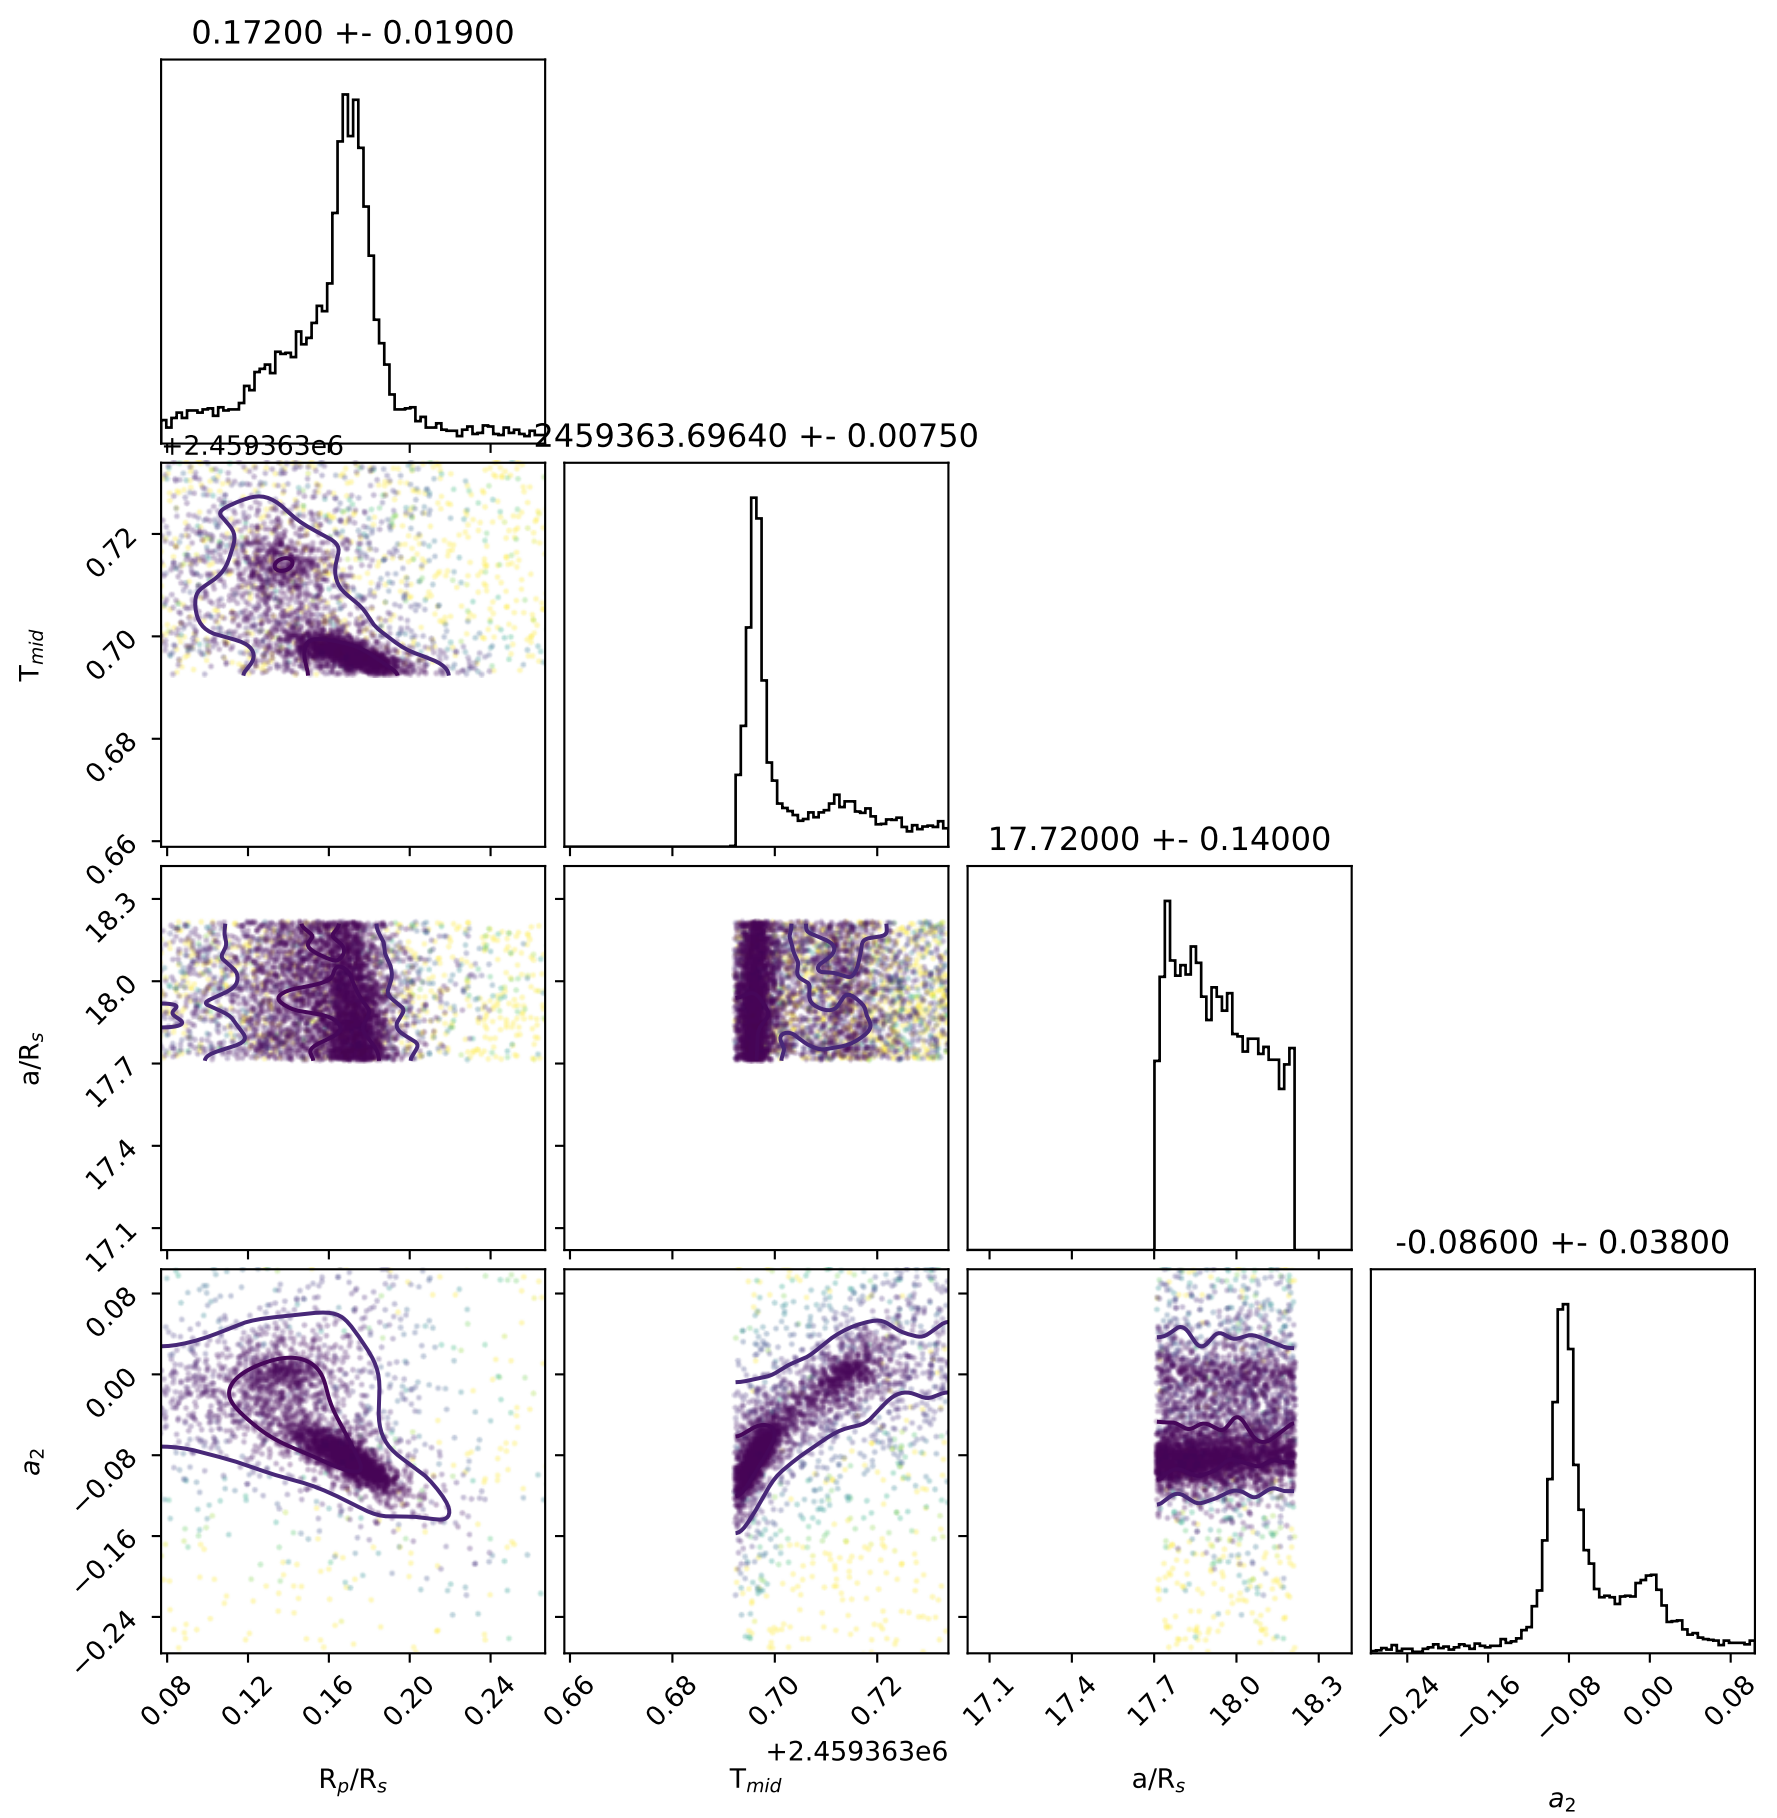 0.17200 +- 0.01900
+2.459363e6
2459363.69640 +- 0.00750
0.72
0.70
0.68
0.66
T_mid
17.72000 +- 0.14000
18.3
18.0
17.7
17.4
17.1
a/R_s
-0.08600 +- 0.03800
0.08
0.00
−0.08
−0.16
−0.24
a_2
0.08 0.12 0.16 0.20 0.24
0.66 0.68 0.70 0.72
17.1 17.4 17.7 18.0 18.3
−0.24 −0.16 −0.08 0.00 0.08
+2.459363e6
R_p/R_s
T_mid
a/R_s
a_2